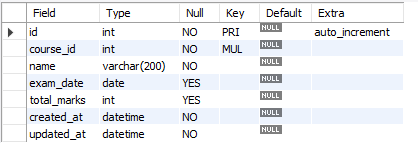 Field Type Null Key Default Extra
id int NO PRI NULL auto_increment
course_id int NO MUL NULL
name varchar(200) NO NULL
exam_date date YES NULL
total_marks int YES NULL
created_at datetime NO NULL
updated_at datetime NO NULL